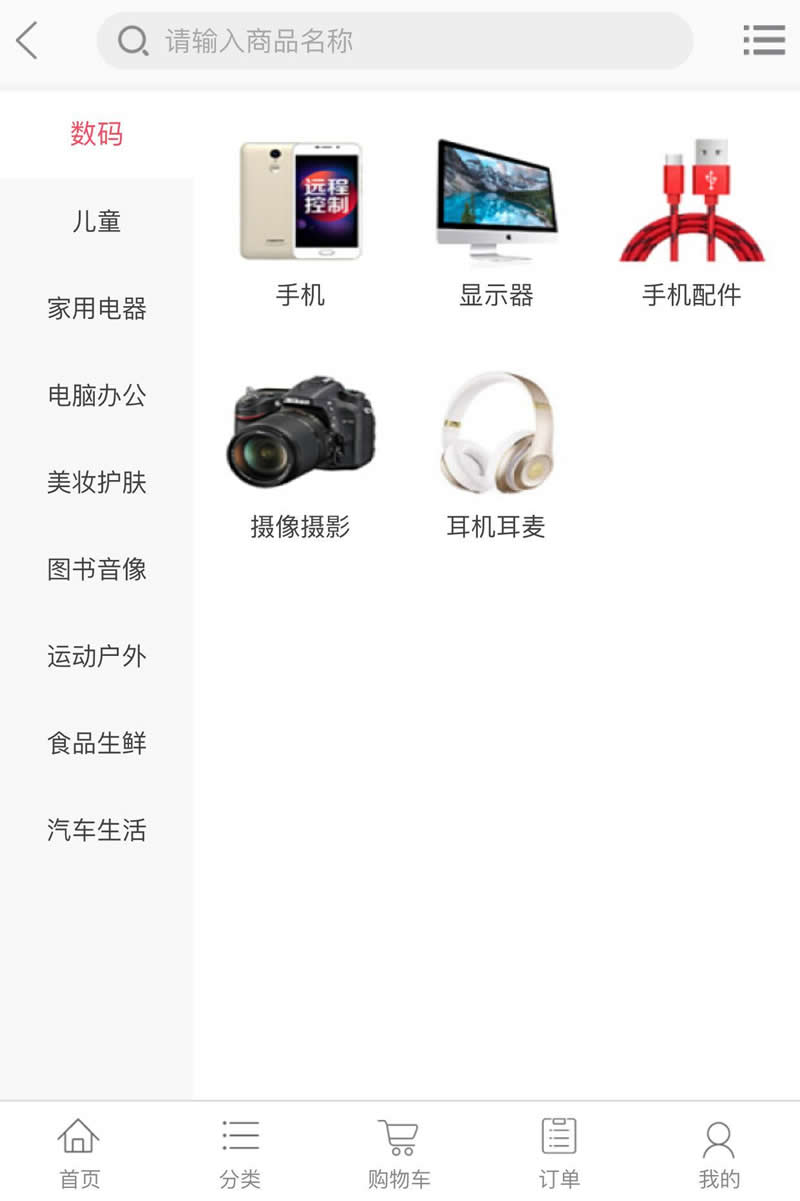 请输入商品名称
数码
儿童
家用电器
电脑办公
美妆护肤
图书音像
运动户外
食品生鲜
汽车生活
远程
控制
手机
显示器
手机配件
Nikon
摄像摄影
耳机耳麦
首页
分类
购物车
订单
我的